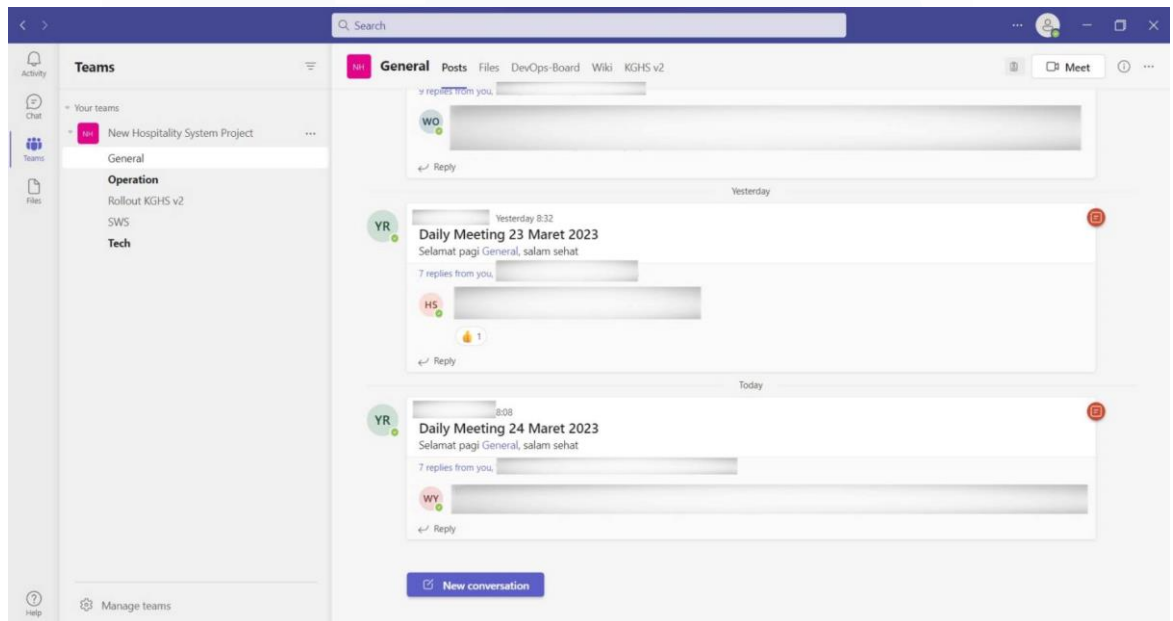 Search
Activity
Chat
Teams
Files
Help
Teams
Your teams
NH New Hospitality System Project
General
Operation
Rollout KGHS v2
SWS
Tech
Manage teams
NH General Posts Files DevOps-Board Wiki KGHS v2
Meet
9 replies from you,
WO
Reply
Yesterday
YR
Yesterday 8:32
Daily Meeting 23 Maret 2023
Selamat pagi General, salam sehat
7 replies from you,
HS
1
Reply
Today
YR
8:08
Daily Meeting 24 Maret 2023
Selamat pagi General, salam sehat
7 replies from you,
WY
Reply
New conversation